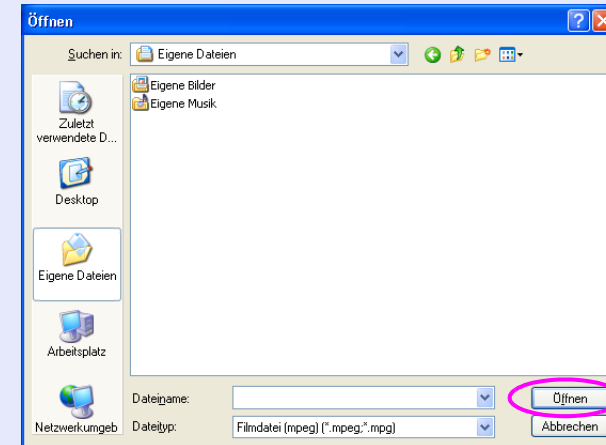 Öffnen
Suchen in:
Eigene Dateien
Eigene Bilder
Eigene Musik
Zuletzt
verwendete D...
Desktop
Eigene Dateien
Arbeitsplatz
Netzwerkumgeb
Dateiname:
Öffnen
Dateityp:
Filmdatei (mpeg) (*.mpeg;*.mpg)
Abbrechen